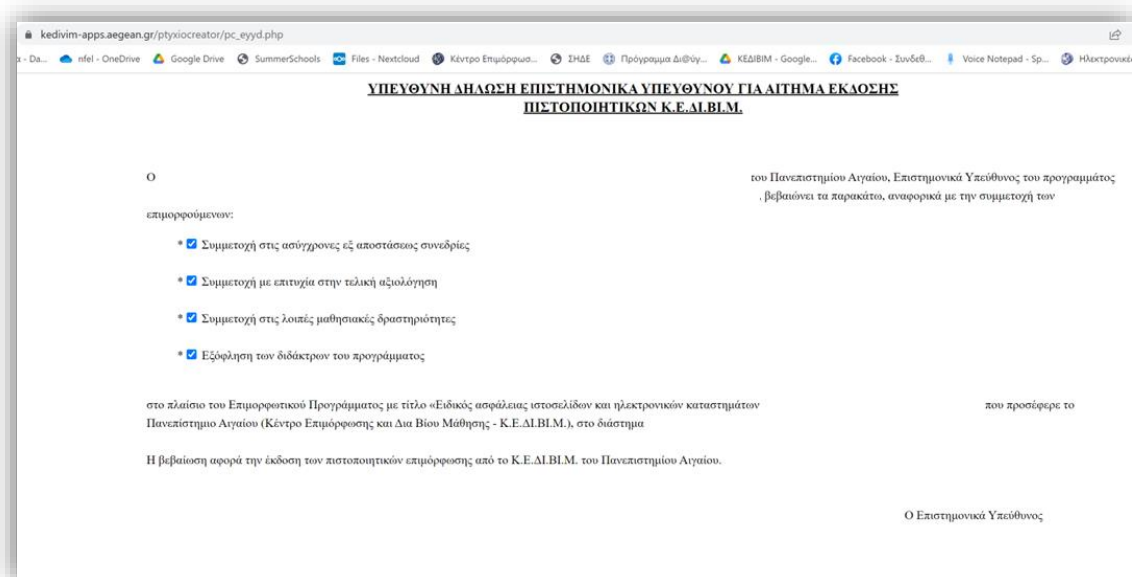 kedivim-apps.aegean.gr/ptyxiocreator/pc_eyyd.php
α - Da... nfel - OneDrive Google Drive SummerSchools Files - Nextcloud Κέντρο Επιμόρφωσ... ΣΗΔΕ Πρόγραμμα Δι@ύγ... ΚΕΔΙΒΙΜ - Google... Facebook - Συνδεθ... Voice Notepad - Sp... Ηλεκτρονικέ
ΥΠΕΥΘΥΝΗ ΔΗΛΩΣΗ ΕΠΙΣΤΗΜΟΝΙΚΑ ΥΠΕΥΘΥΝΟΥ ΓΙΑ ΑΙΤΗΜΑ ΕΚΔΟΣΗΣ
ΠΙΣΤΟΠΟΙΗΤΙΚΩΝ Κ.Ε.ΔΙ.ΒΙ.Μ.
Ο του Πανεπιστημίου Αιγαίου, Επιστημονικά Υπεύθυνος του προγραμμάτος
, βεβαιώνει τα παρακάτω, αναφορικά με την συμμετοχή των
επιμορφούμενων:
* Συμμετοχή στις ασύγχρονες εξ αποστάσεως συνεδρίες
* Συμμετοχή με επιτυχία στην τελική αξιολόγηση
* Συμμετοχή στις λοιπές μαθησιακές δραστηριότητες
* Εξόφληση των διδάκτρων του προγράμματος
στο πλαίσιο του Επιμορφωτικού Προγράμματος με τίτλο «Ειδικός ασφάλειας ιστοσελίδων και ηλεκτρονικών καταστημάτων που προσέφερε το
Πανεπίστημιο Αιγαίου (Κέντρο Επιμόρφωσης και Δια Βίου Μάθησης - Κ.Ε.ΔΙ.ΒΙ.Μ.), στο διάστημα
Η βεβαίωση αφορά την έκδοση των πιστοποιητικών επιμόρφωσης από το Κ.Ε.ΔΙ.ΒΙ.Μ. του Πανεπιστημίου Αιγαίου.
Ο Επιστημονικά Υπεύθυνος